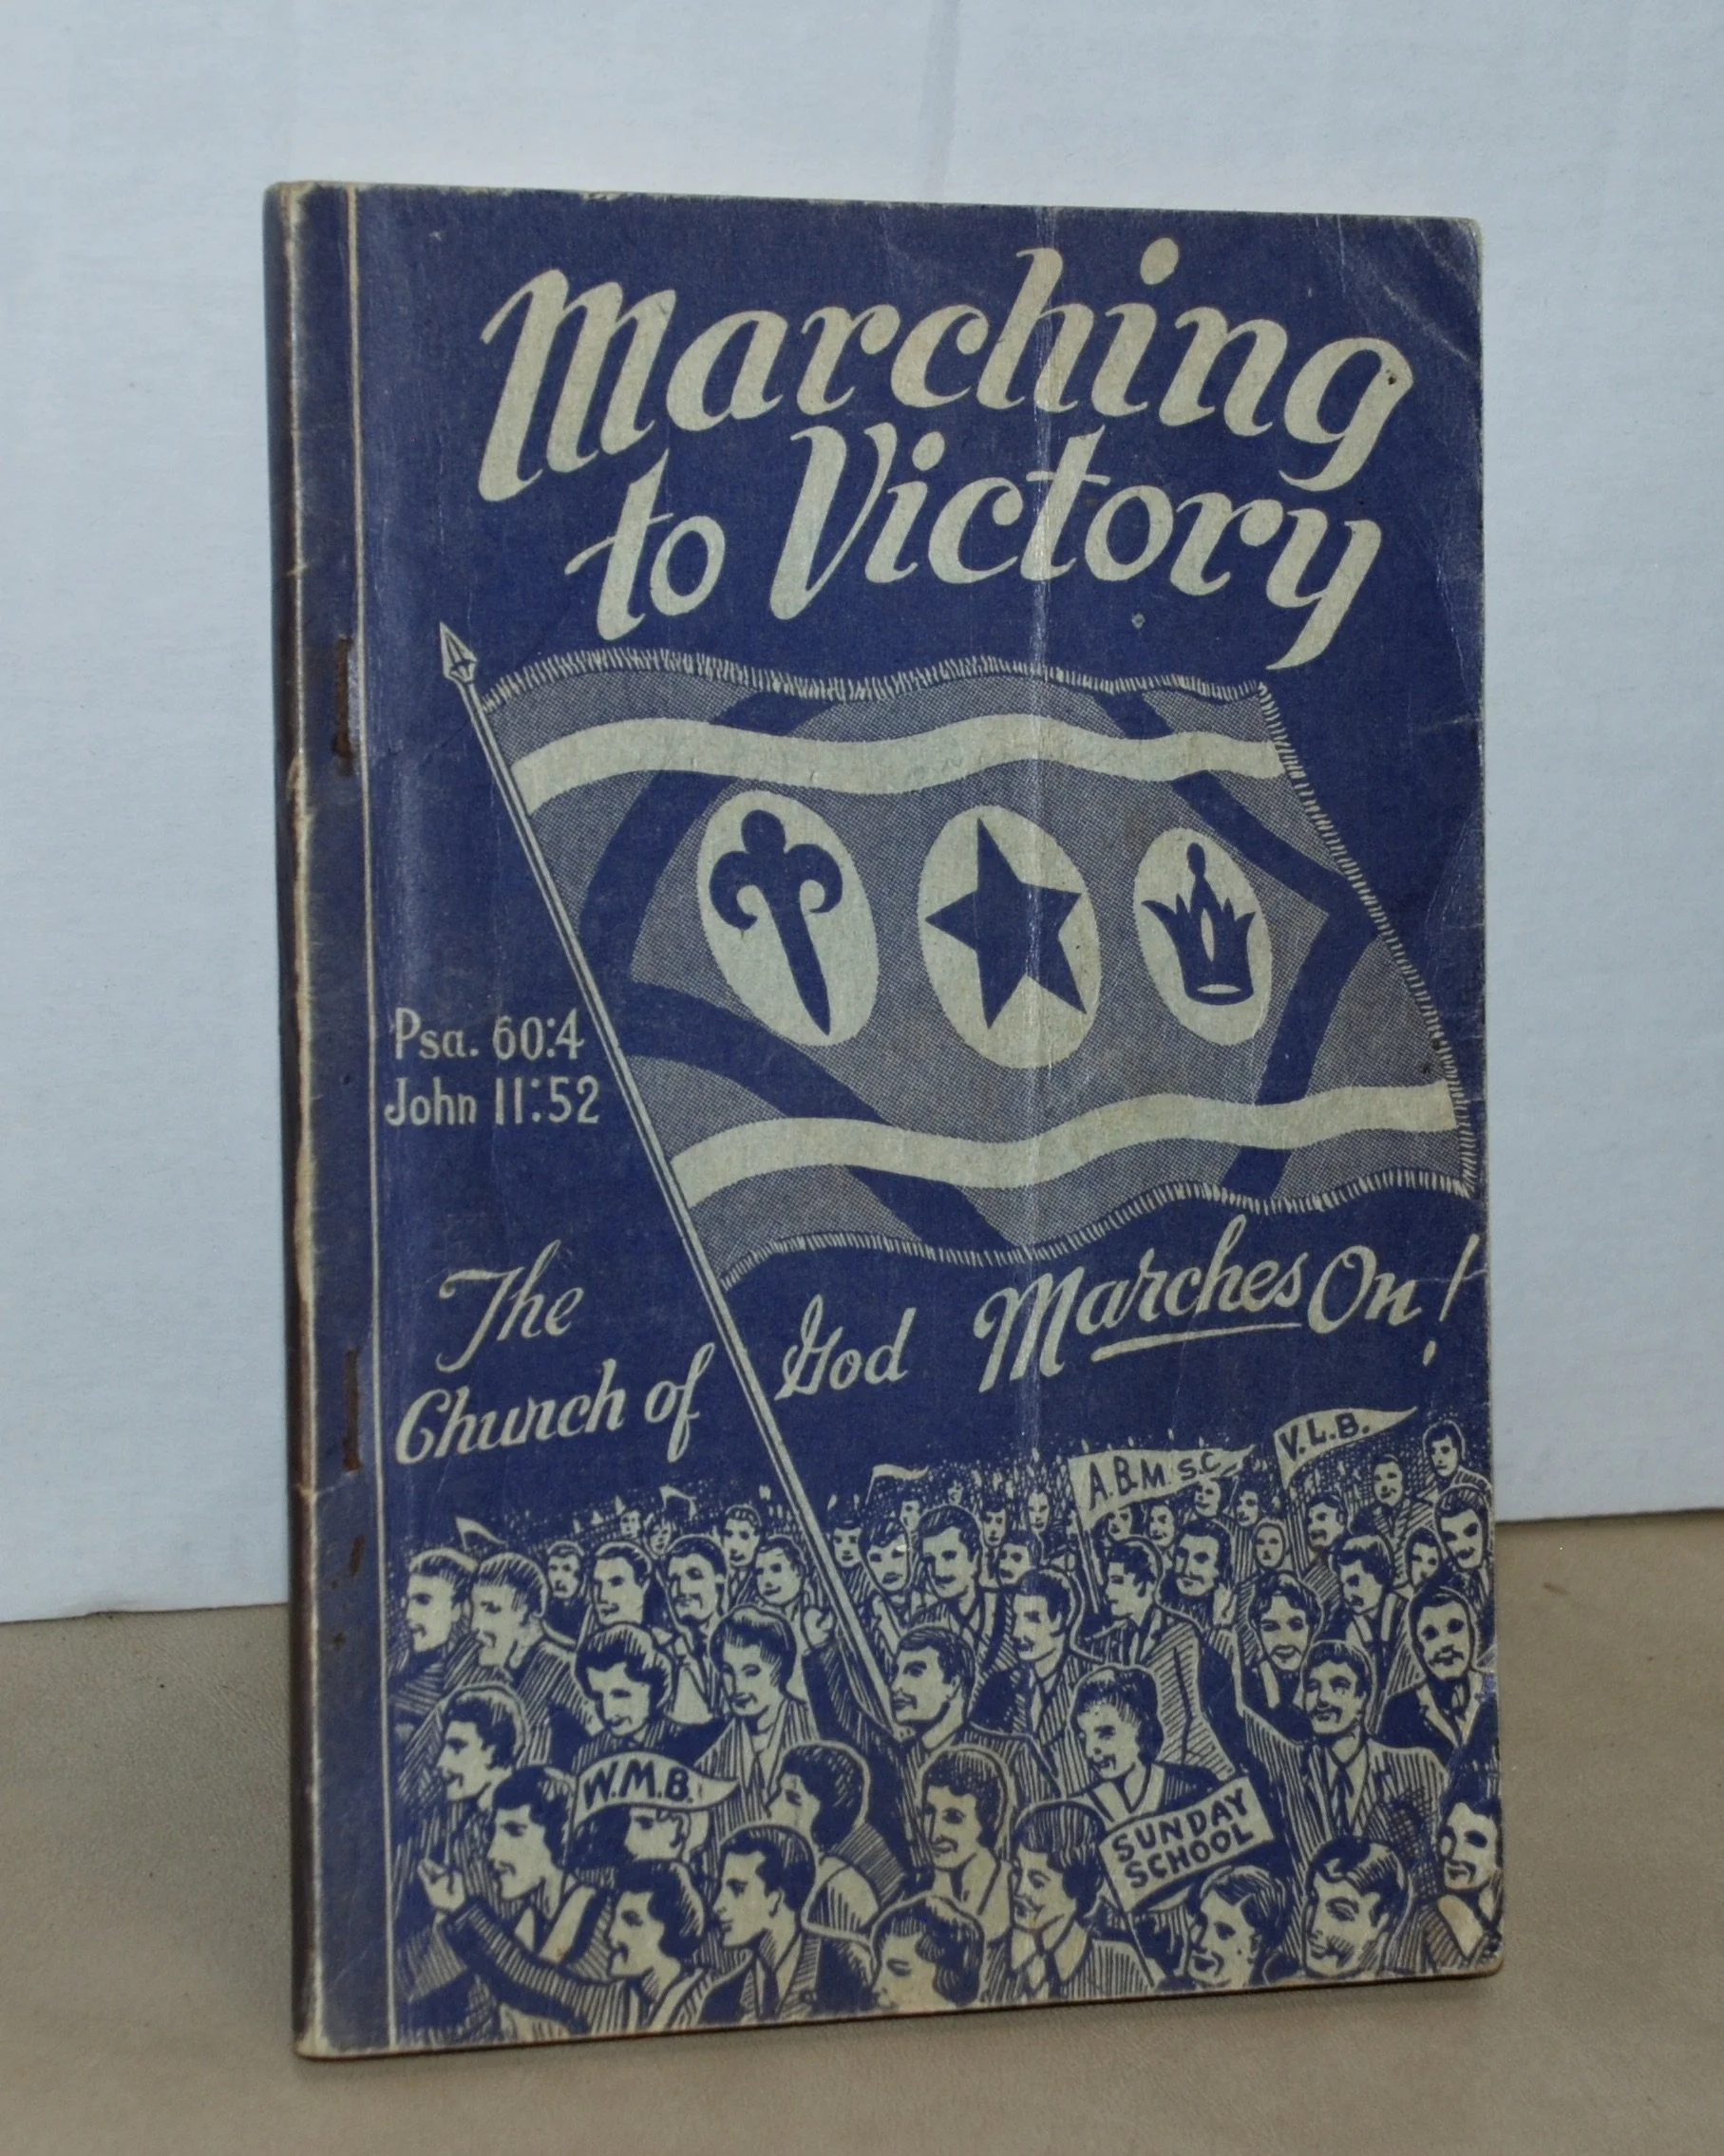 Marching
to Victory
Psa. 60:4
John 11:52
The
Church of God Marches On!
V.L.B.
A.B.M.S.C.
W.M.B.
SUNDAY
SCHOOL